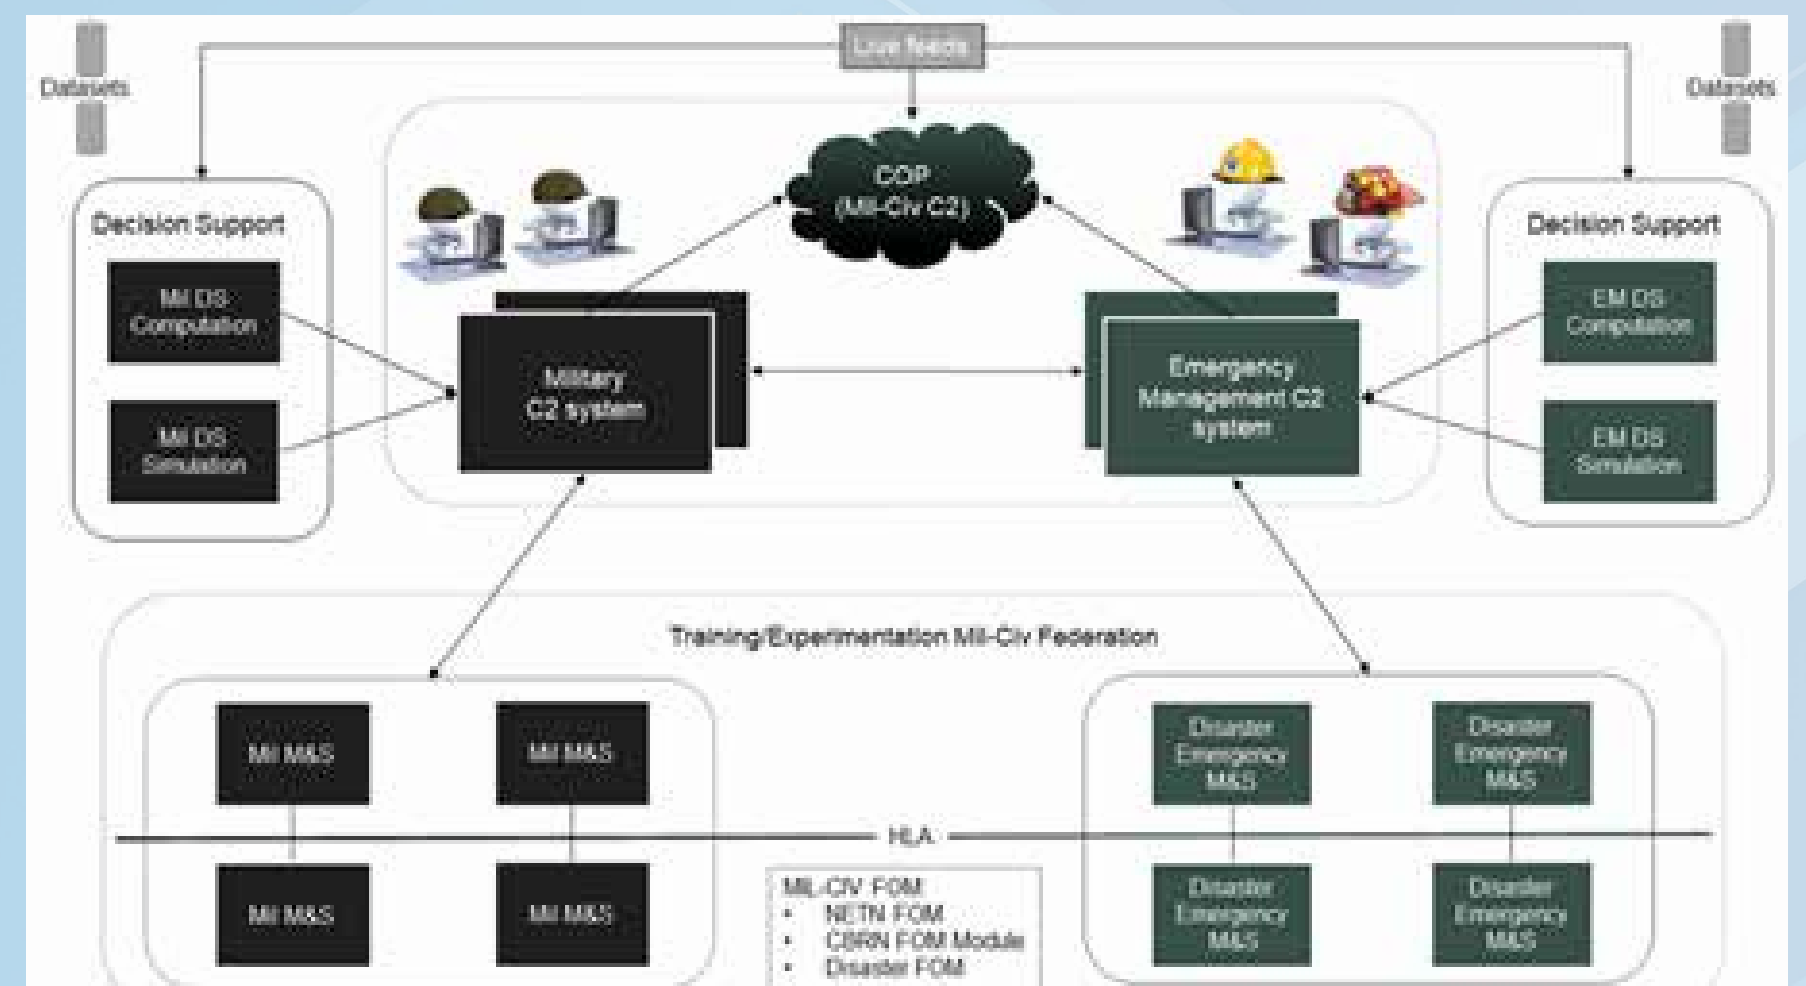 Live feeds
Datasets
Datasets
COP
(Mil-Civ C2)
Decision Support
Mil DS
Computation
Mil DS
Simulation
Military
C2 system
Emergency
Management C2
system
Decision Support
EM DS
Computation
EM DS
Simulation
Training/Experimentation Mil-Civ Federation
Mil M&S
Mil M&S
Disaster
Emergency
M&S
Disaster
Emergency
M&S
HLA
Mil M&S
Mil M&S
MIL-CIV FOM
• NETN FOM
• CBRN FOM Module
• Disaster FOM
Disaster
Emergency
M&S
Disaster
Emergency
M&S